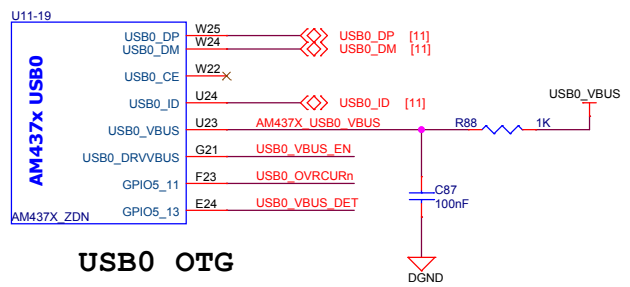 U11-19
USB0_DP W25 USB0_DP [11]
USB0_DM W24 USB0_DM [11]
USB0_CE W22
USB0_ID U24 USB0_ID [11]
USB0_VBUS
USB0_VBUS U23 AM437X_USB0_VBUS R88 1K
USB0_DRVVBUS G21 USB0_VBUS_EN
GPIO5_11 F23 USB0_OVRCURn
GPIO5_13 E24 USB0_VBUS_DET
AM437x USB0
AM437X_ZDN
C87
100nF
DGND
USB0 OTG